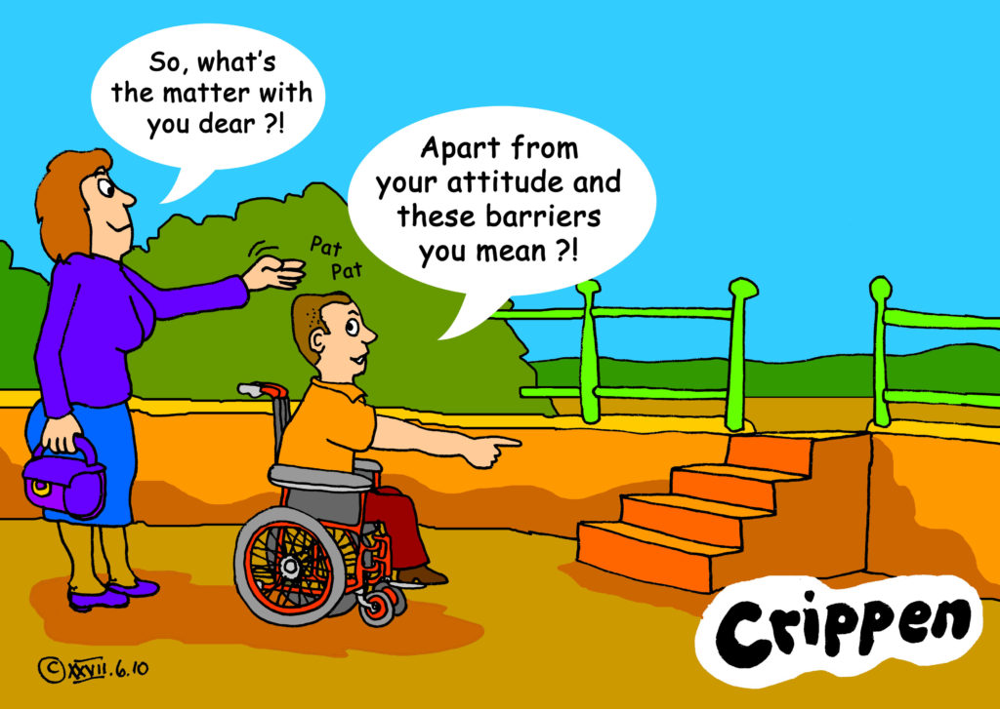 So, what's
the matter with
you dear ?!
Apart from
your attitude and
these barriers
you mean ?!
Pat
Pat
Crippen
© xxvii.6.10